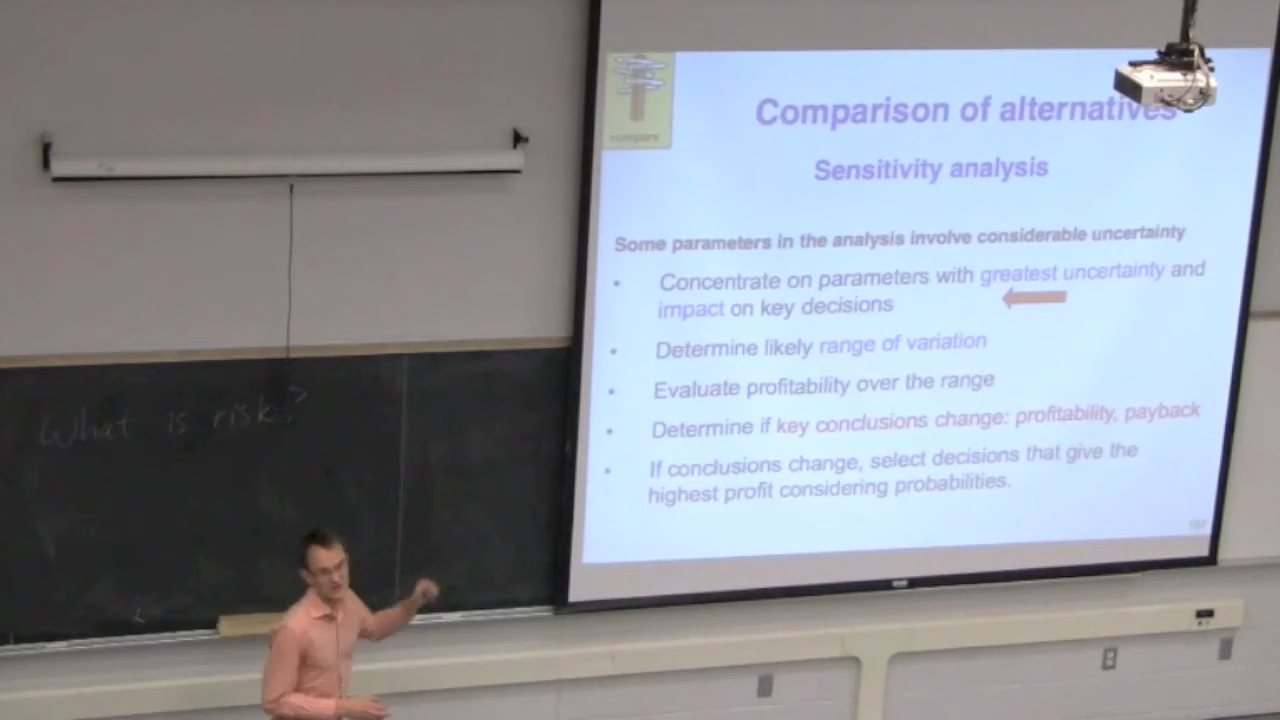 compare
Comparison of alternatives
Sensitivity analysis
Some parameters in the analysis involve considerable uncertainty
• Concentrate on parameters with greatest uncertainty and
impact on key decisions
• Determine likely range of variation
• Evaluate profitability over the range
• Determine if key conclusions change: profitability, payback
• If conclusions change, select decisions that give the
highest profit considering probabilities.
What is risk?